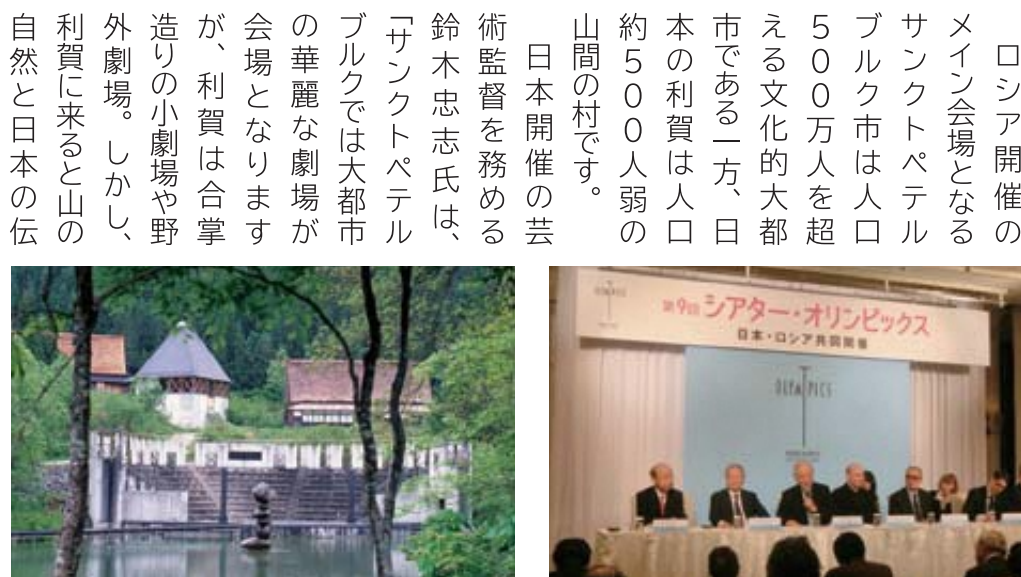 ロシア開催の
メイン会場となる
サンクトペテル
ブルク市は人口
５００万人を超
える文化的大都
市である一方、日
本の利賀は人口
約５００人弱の
山間の村です。
日本開催の芸
術監督を務める
鈴木忠志氏は、
「サンクトペテル
ブルクでは大都市
の華麗な劇場が
会場となります
が、利賀は合掌
造りの小劇場や野
外劇場。しかし、
利賀に来ると山の
自然と日本の伝
第9回 シアター・オリンピックス
日本・ロシア共同開催
OLYMPICS